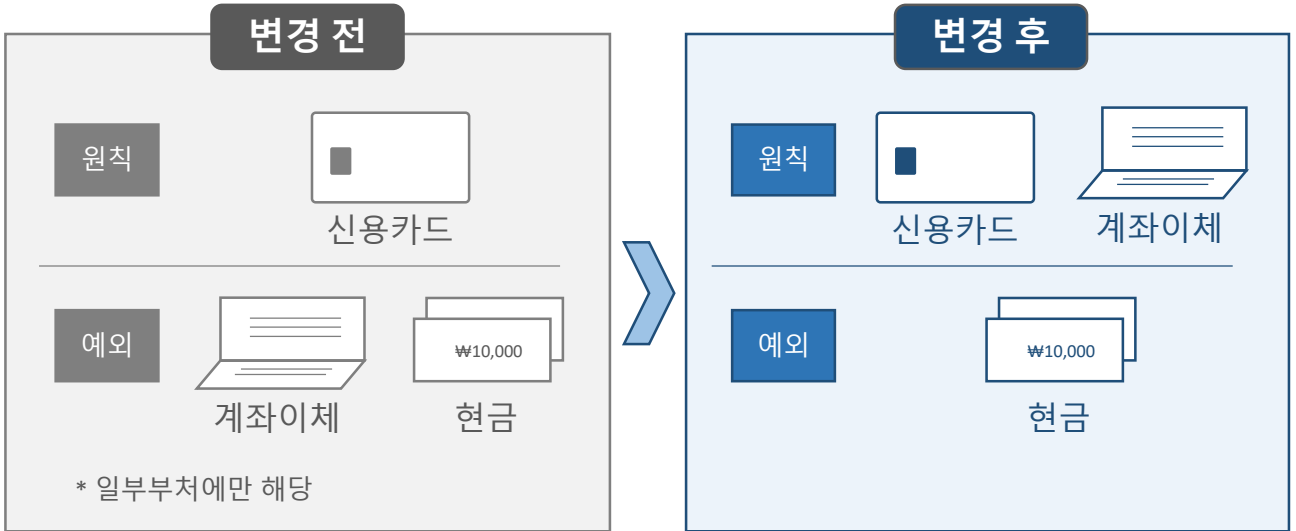 변경 전
원칙
신용카드
예외
₩10,000
계좌이체
현금
* 일부부처에만 해당
변경 후
원칙
신용카드
계좌이체
예외
₩10,000
현금